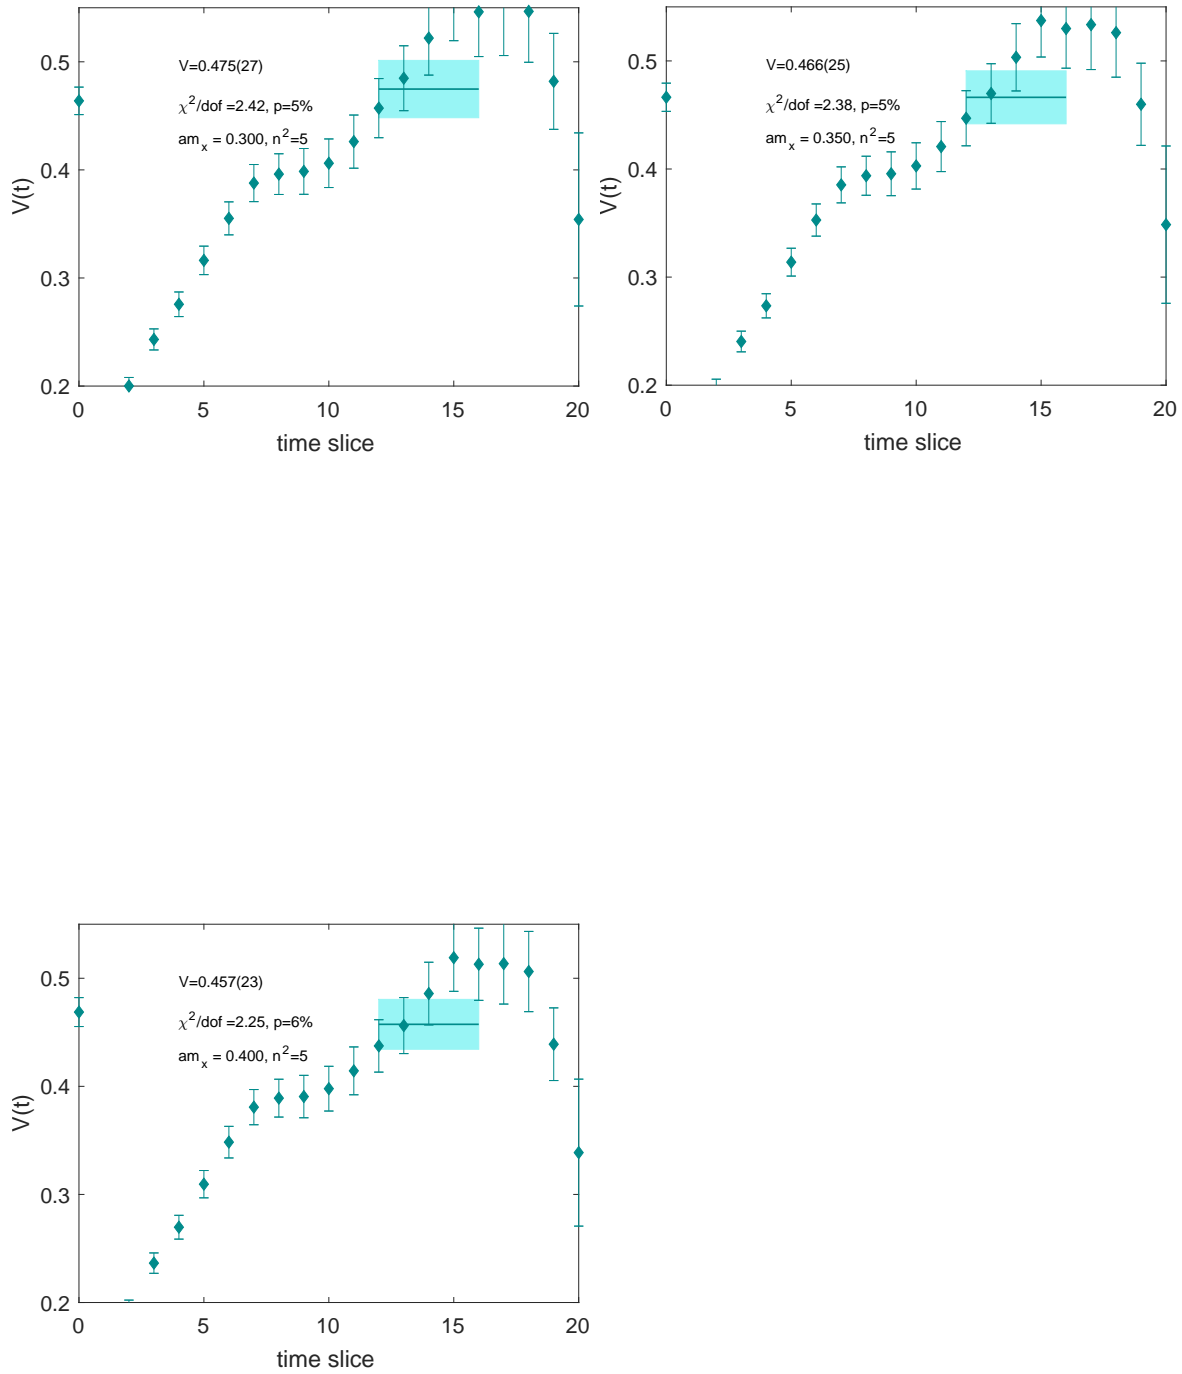 0.5
0.4
0.3
0.2
V(t)
V=0.475(27)
χ²/dof =2.42, p=5%
amₓ = 0.300, n²=5
0 5 10 15 20
time slice
0.5
0.4
0.3
0.2
V(t)
V=0.466(25)
χ²/dof =2.38, p=5%
amₓ = 0.350, n²=5
0 5 10 15 20
time slice
0.5
0.4
0.3
0.2
V(t)
V=0.457(23)
χ²/dof =2.25, p=6%
amₓ = 0.400, n²=5
0 5 10 15 20
time slice